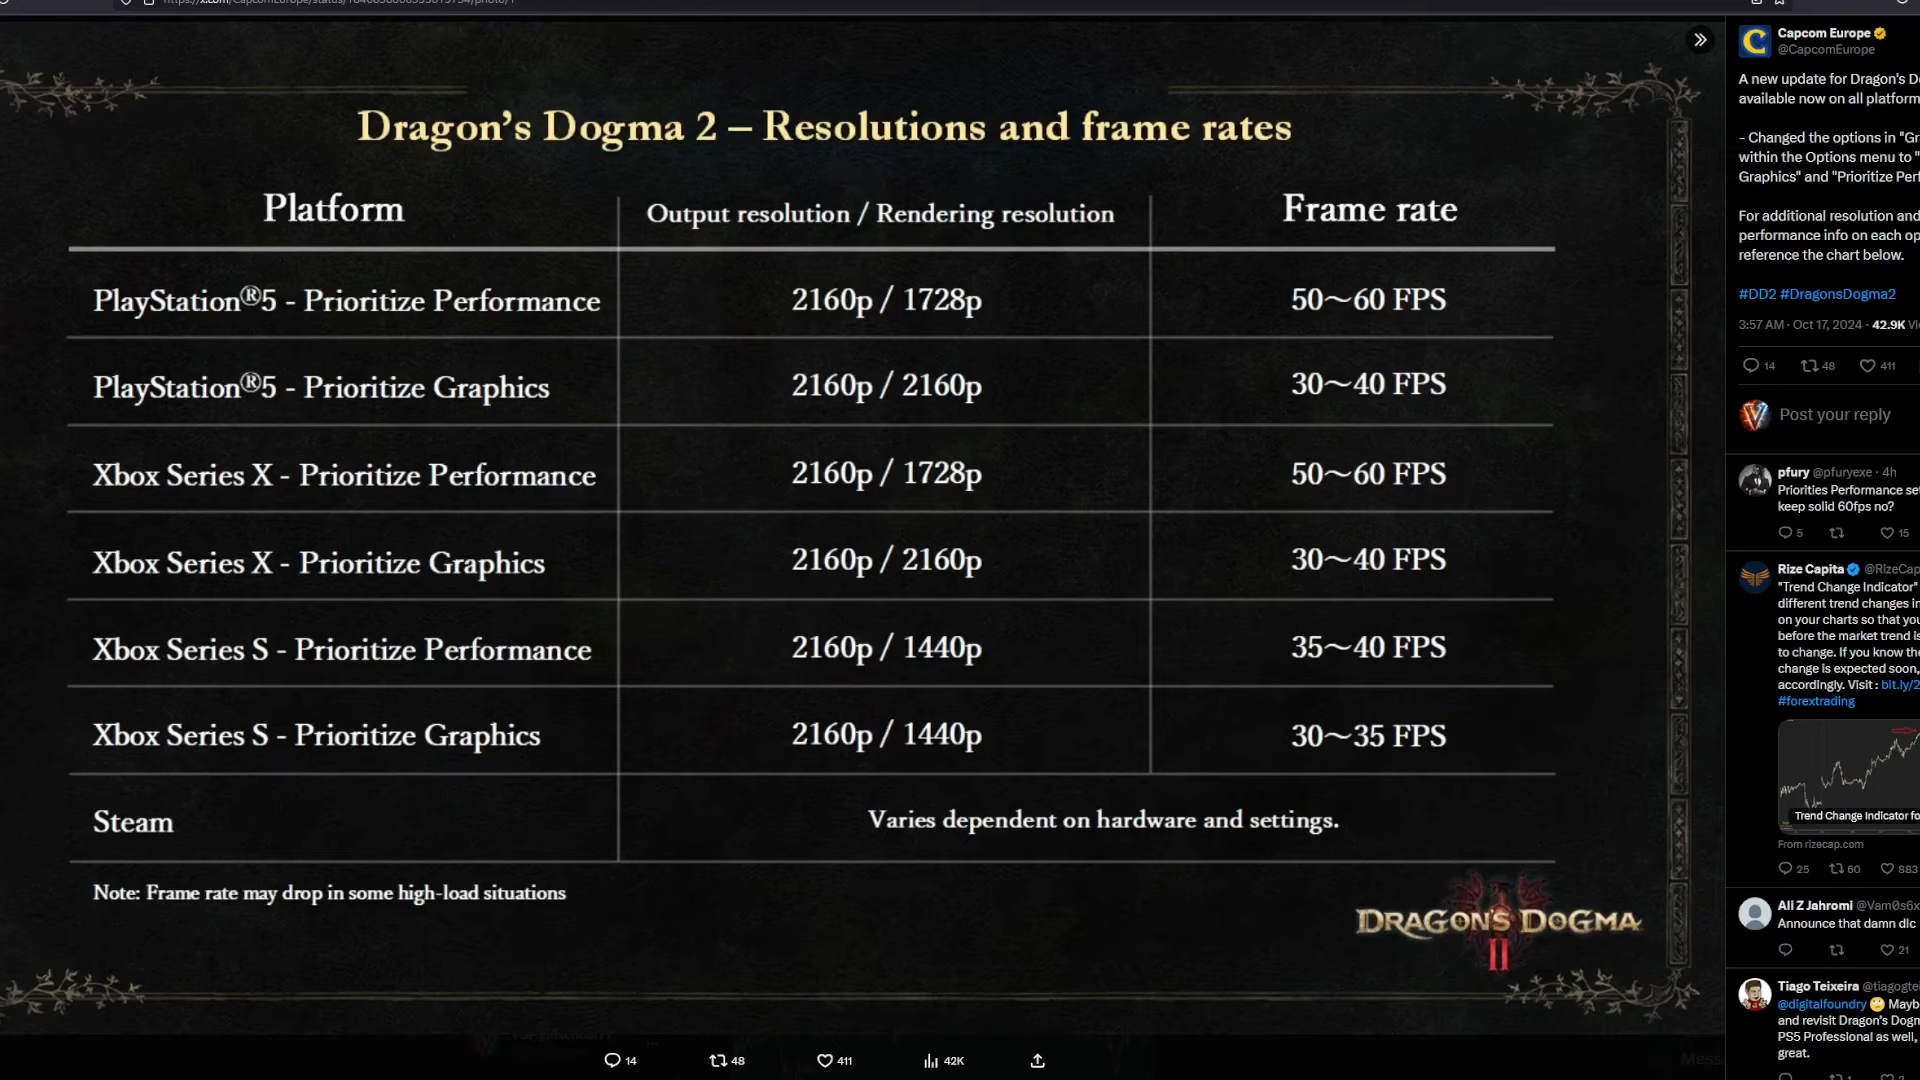 Dragon's Dogma 2 – Resolutions and frame rates
Platform
Output resolution / Rendering resolution
Frame rate
PlayStation®5 - Prioritize Performance
2160p / 1728p
50～60 FPS
PlayStation®5 - Prioritize Graphics
2160p / 2160p
30～40 FPS
Xbox Series X - Prioritize Performance
2160p / 1728p
50～60 FPS
Xbox Series X - Prioritize Graphics
2160p / 2160p
30～40 FPS
Xbox Series S - Prioritize Performance
2160p / 1440p
35～40 FPS
Xbox Series S - Prioritize Graphics
2160p / 1440p
30～35 FPS
Steam
Varies dependent on hardware and settings.
Note: Frame rate may drop in some high-load situations
DRAGON'S DOGMA
II
14
48
411
42K
Capcom Europe
@CapcomEurope
A new update for Dragon's
available now on all
- Changed the options in
within the Options menu to
Graphics" and "Prioritize
For additional resolution and
performance info on each
reference the chart below.
#DD2 #DragonsDogma2
3:57 AM · Oct 17, 2024 · 42.9K
14 48 411
Post your reply
pfury @pfuryexe · 4h
Priorities Performance
keep solid 60fps no?
5 15
Rize Capita
"Trend Change Indicator"
different trend changes
on your charts so that
before the market trend
to change. If you know
change is expected soon,
accordingly. Visit :
#forextrading
Trend Change Indicator
From rizecap.com
25 60 883
Ali Z Jahromi
Announce that damn dlc
21
Tiago Teixeira
@digitalfoundry 🙄
and revisit Dragon's
PS5 Professional as well,
great.